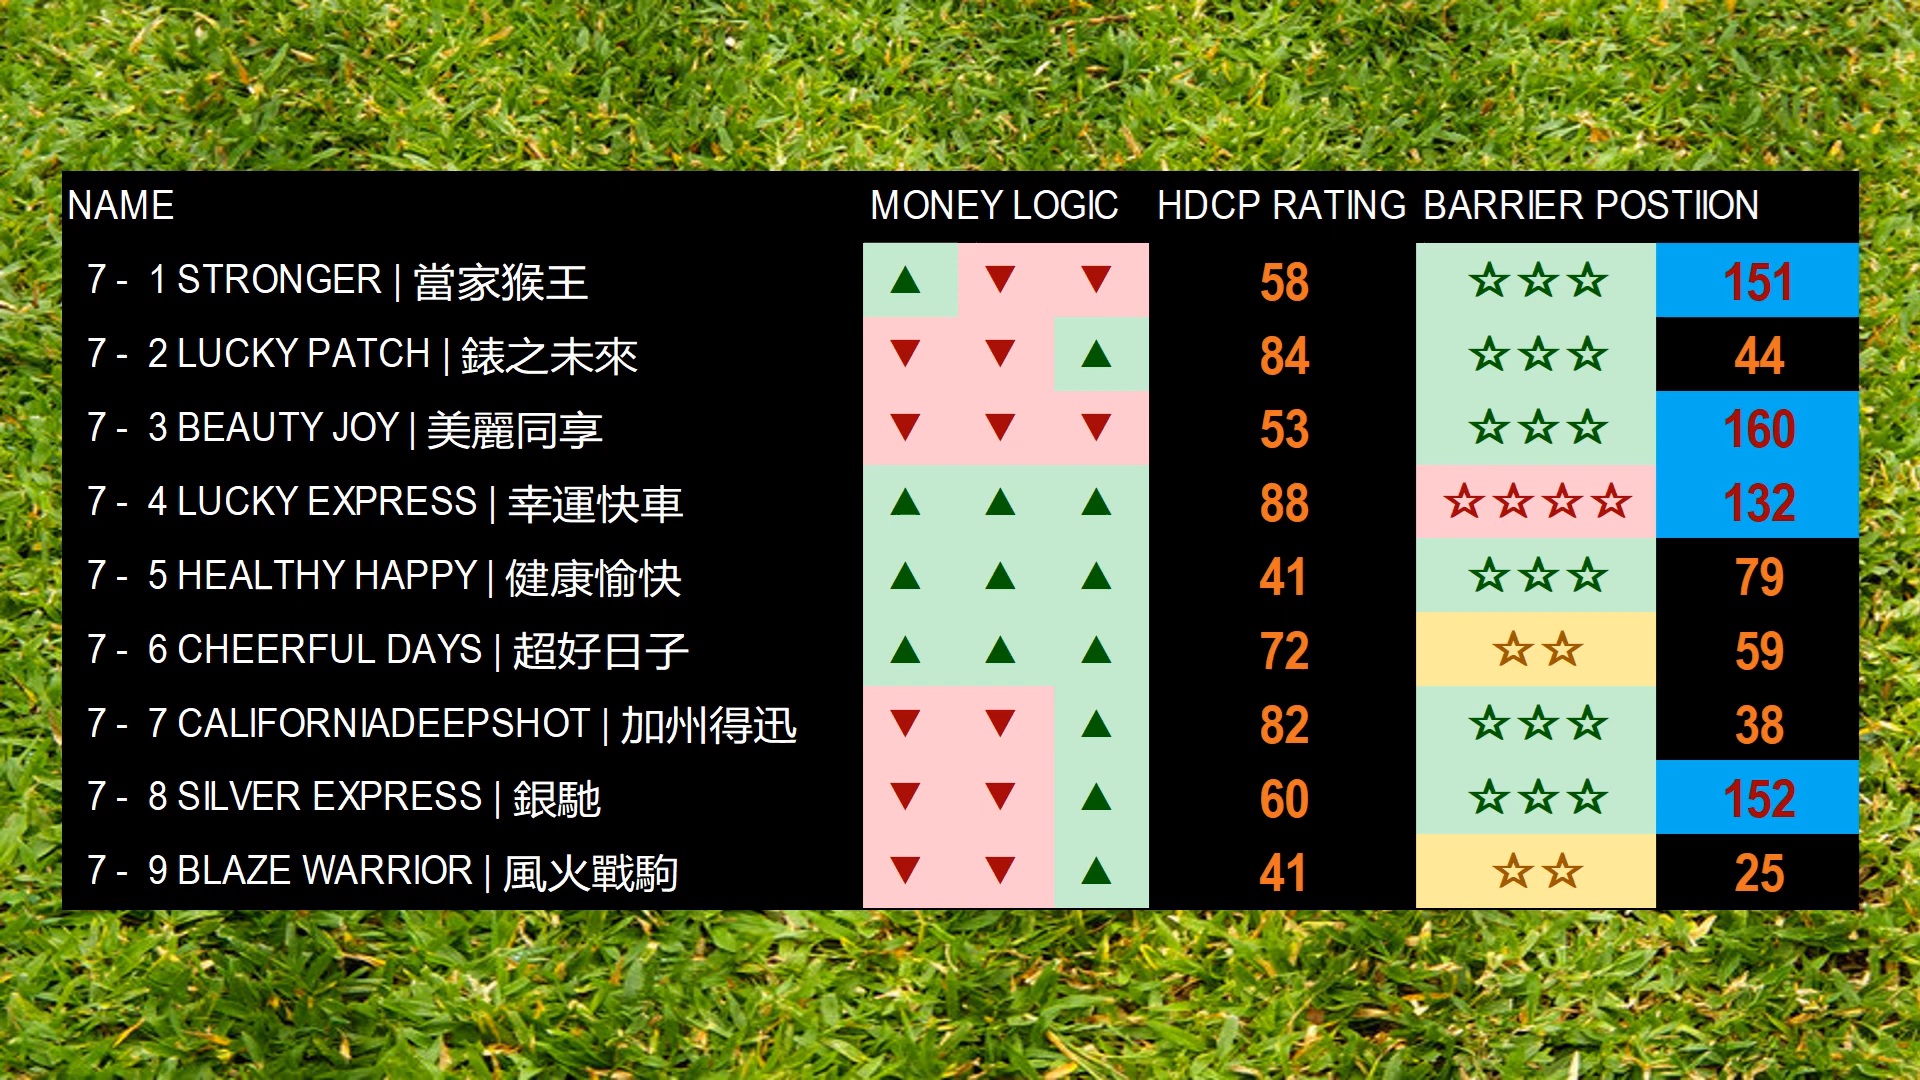 NAME MONEY LOGIC HDCP RATING BARRIER POSTIION
7 - 1 STRONGER | 當家猴王 ▲ ▼ ▼ 58 ☆☆☆ 151
7 - 2 LUCKY PATCH | 錶之未來 ▼ ▼ ▲ 84 ☆☆☆ 44
7 - 3 BEAUTY JOY | 美麗同享 ▼ ▼ ▼ 53 ☆☆☆ 160
7 - 4 LUCKY EXPRESS | 幸運快車 ▲ ▲ ▲ 88 ☆☆☆☆ 132
7 - 5 HEALTHY HAPPY | 健康愉快 ▲ ▲ ▲ 41 ☆☆☆ 79
7 - 6 CHEERFUL DAYS | 超好日子 ▲ ▲ ▲ 72 ☆☆ 59
7 - 7 CALIFORNIADEEPSHOT | 加州得迅 ▼ ▼ ▲ 82 ☆☆☆ 38
7 - 8 SILVER EXPRESS | 銀馳 ▼ ▼ ▲ 60 ☆☆☆ 152
7 - 9 BLAZE WARRIOR | 風火戰駒 ▼ ▼ ▲ 41 ☆☆ 25